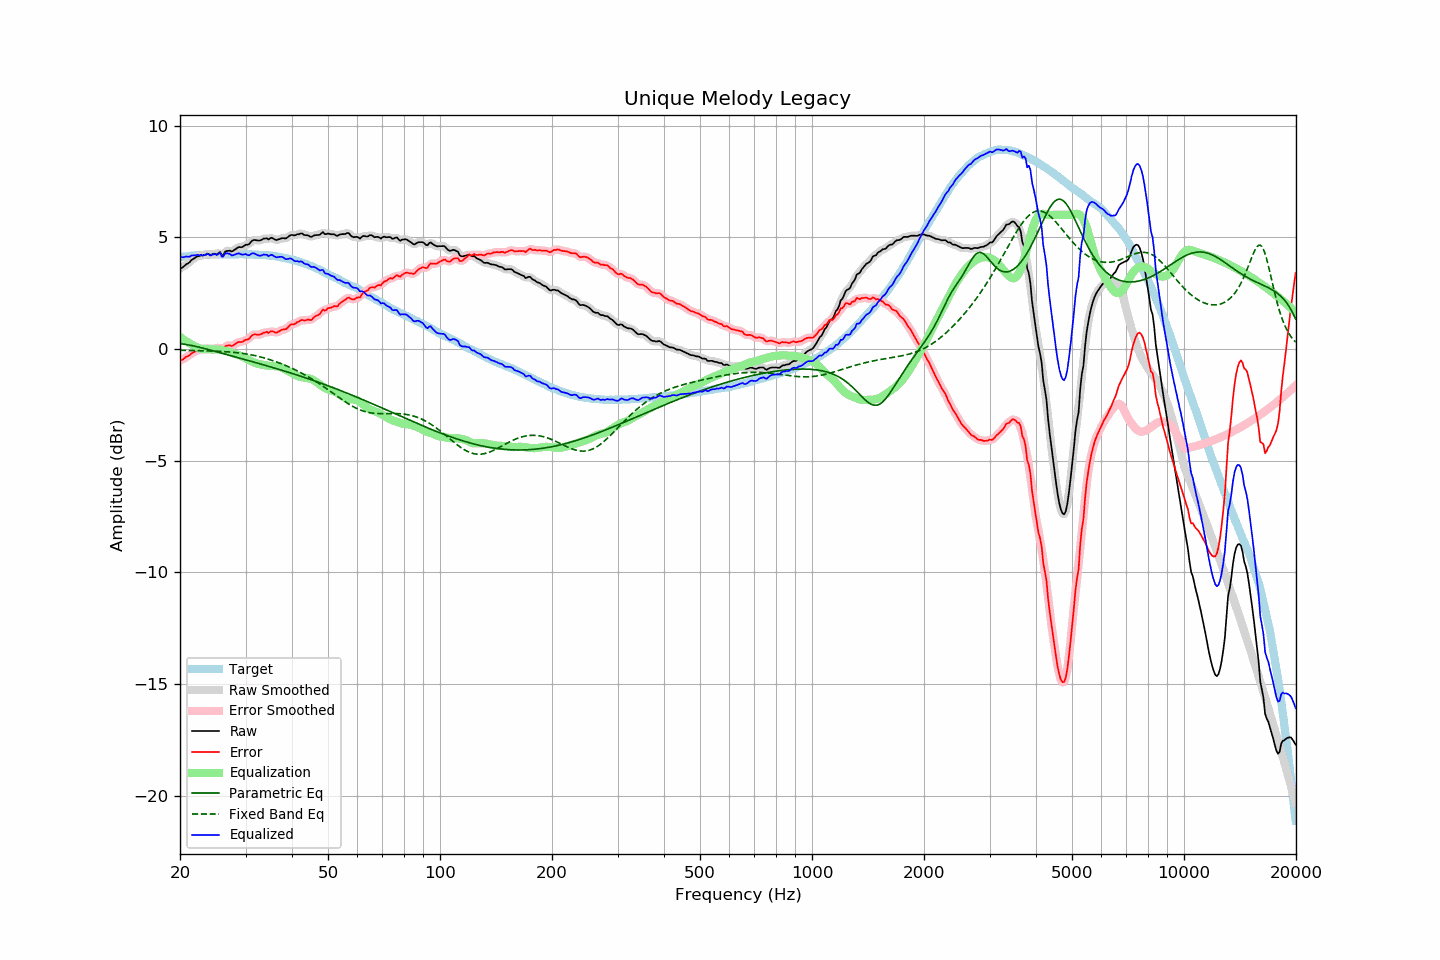 Unique Melody Legacy
Amplitude (dBr)
10
5
0
−5
−10
−15
−20
Target
Raw Smoothed
Error Smoothed
Raw
Error
Equalization
Parametric Eq
Fixed Band Eq
Equalized
20 50 100 200 500 1000 2000 5000 10000 20000
Frequency (Hz)